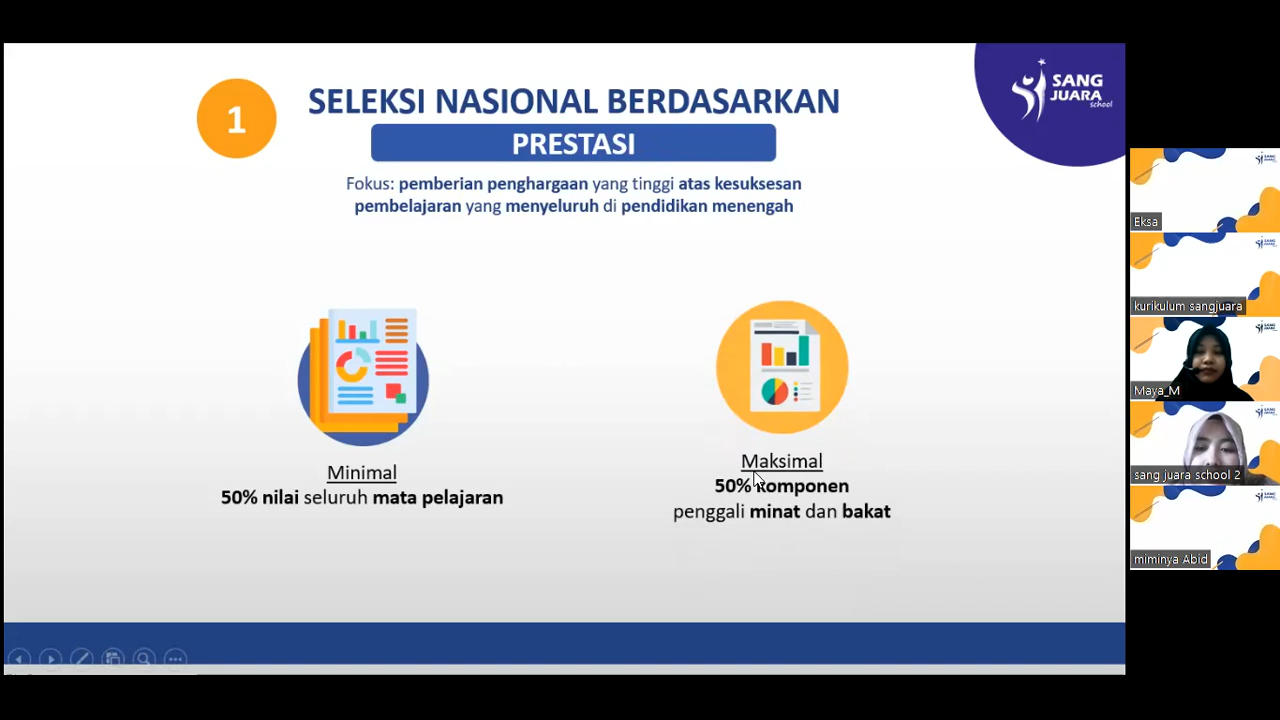 1
SELEKSI NASIONAL BERDASARKAN
PRESTASI
Fokus: pemberian penghargaan yang tinggi atas kesuksesan
pembelajaran yang menyeluruh di pendidikan menengah
SANG
JUARA
school
Minimal
50% nilai seluruh mata pelajaran
Maksimal
50% komponen
penggali minat dan bakat
Eksa
kurikulum sangjuara
Maya_M
sang juara school 2
miminya Abid